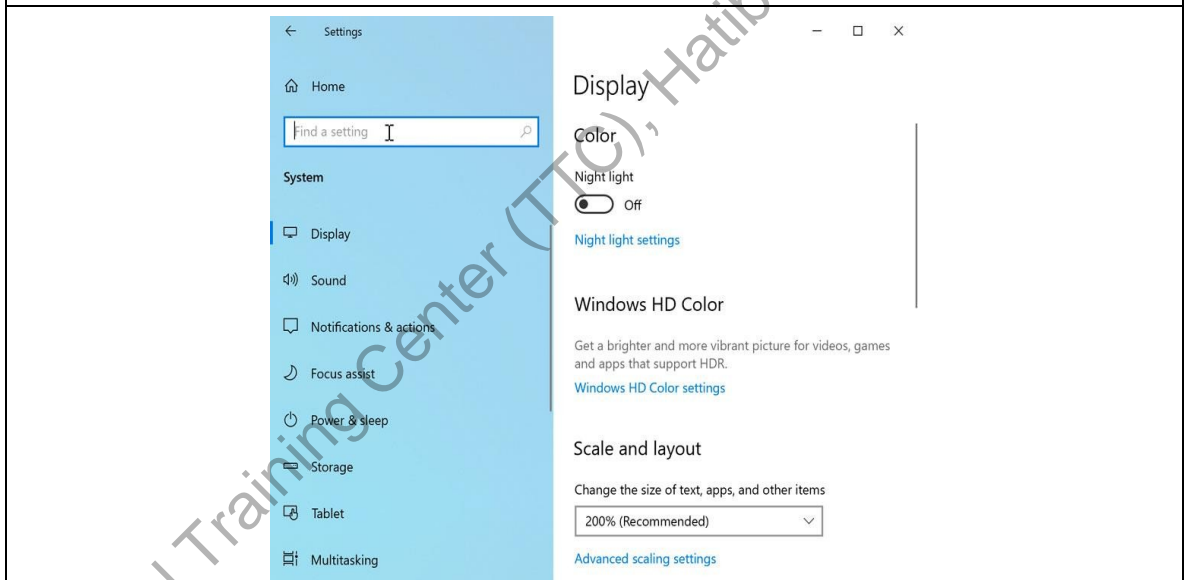 Settings
Home
Find a setting
System
Display
Sound
Notifications & actions
Focus assist
Power & sleep
Storage
Tablet
Multitasking
Display
Color
Night light
Off
Night light settings
Windows HD Color
Get a brighter and more vibrant picture for videos, games
and apps that support HDR.
Windows HD Color settings
Scale and layout
Change the size of text, apps, and other items
200% (Recommended)
Advanced scaling settings
Training Center (TTC),